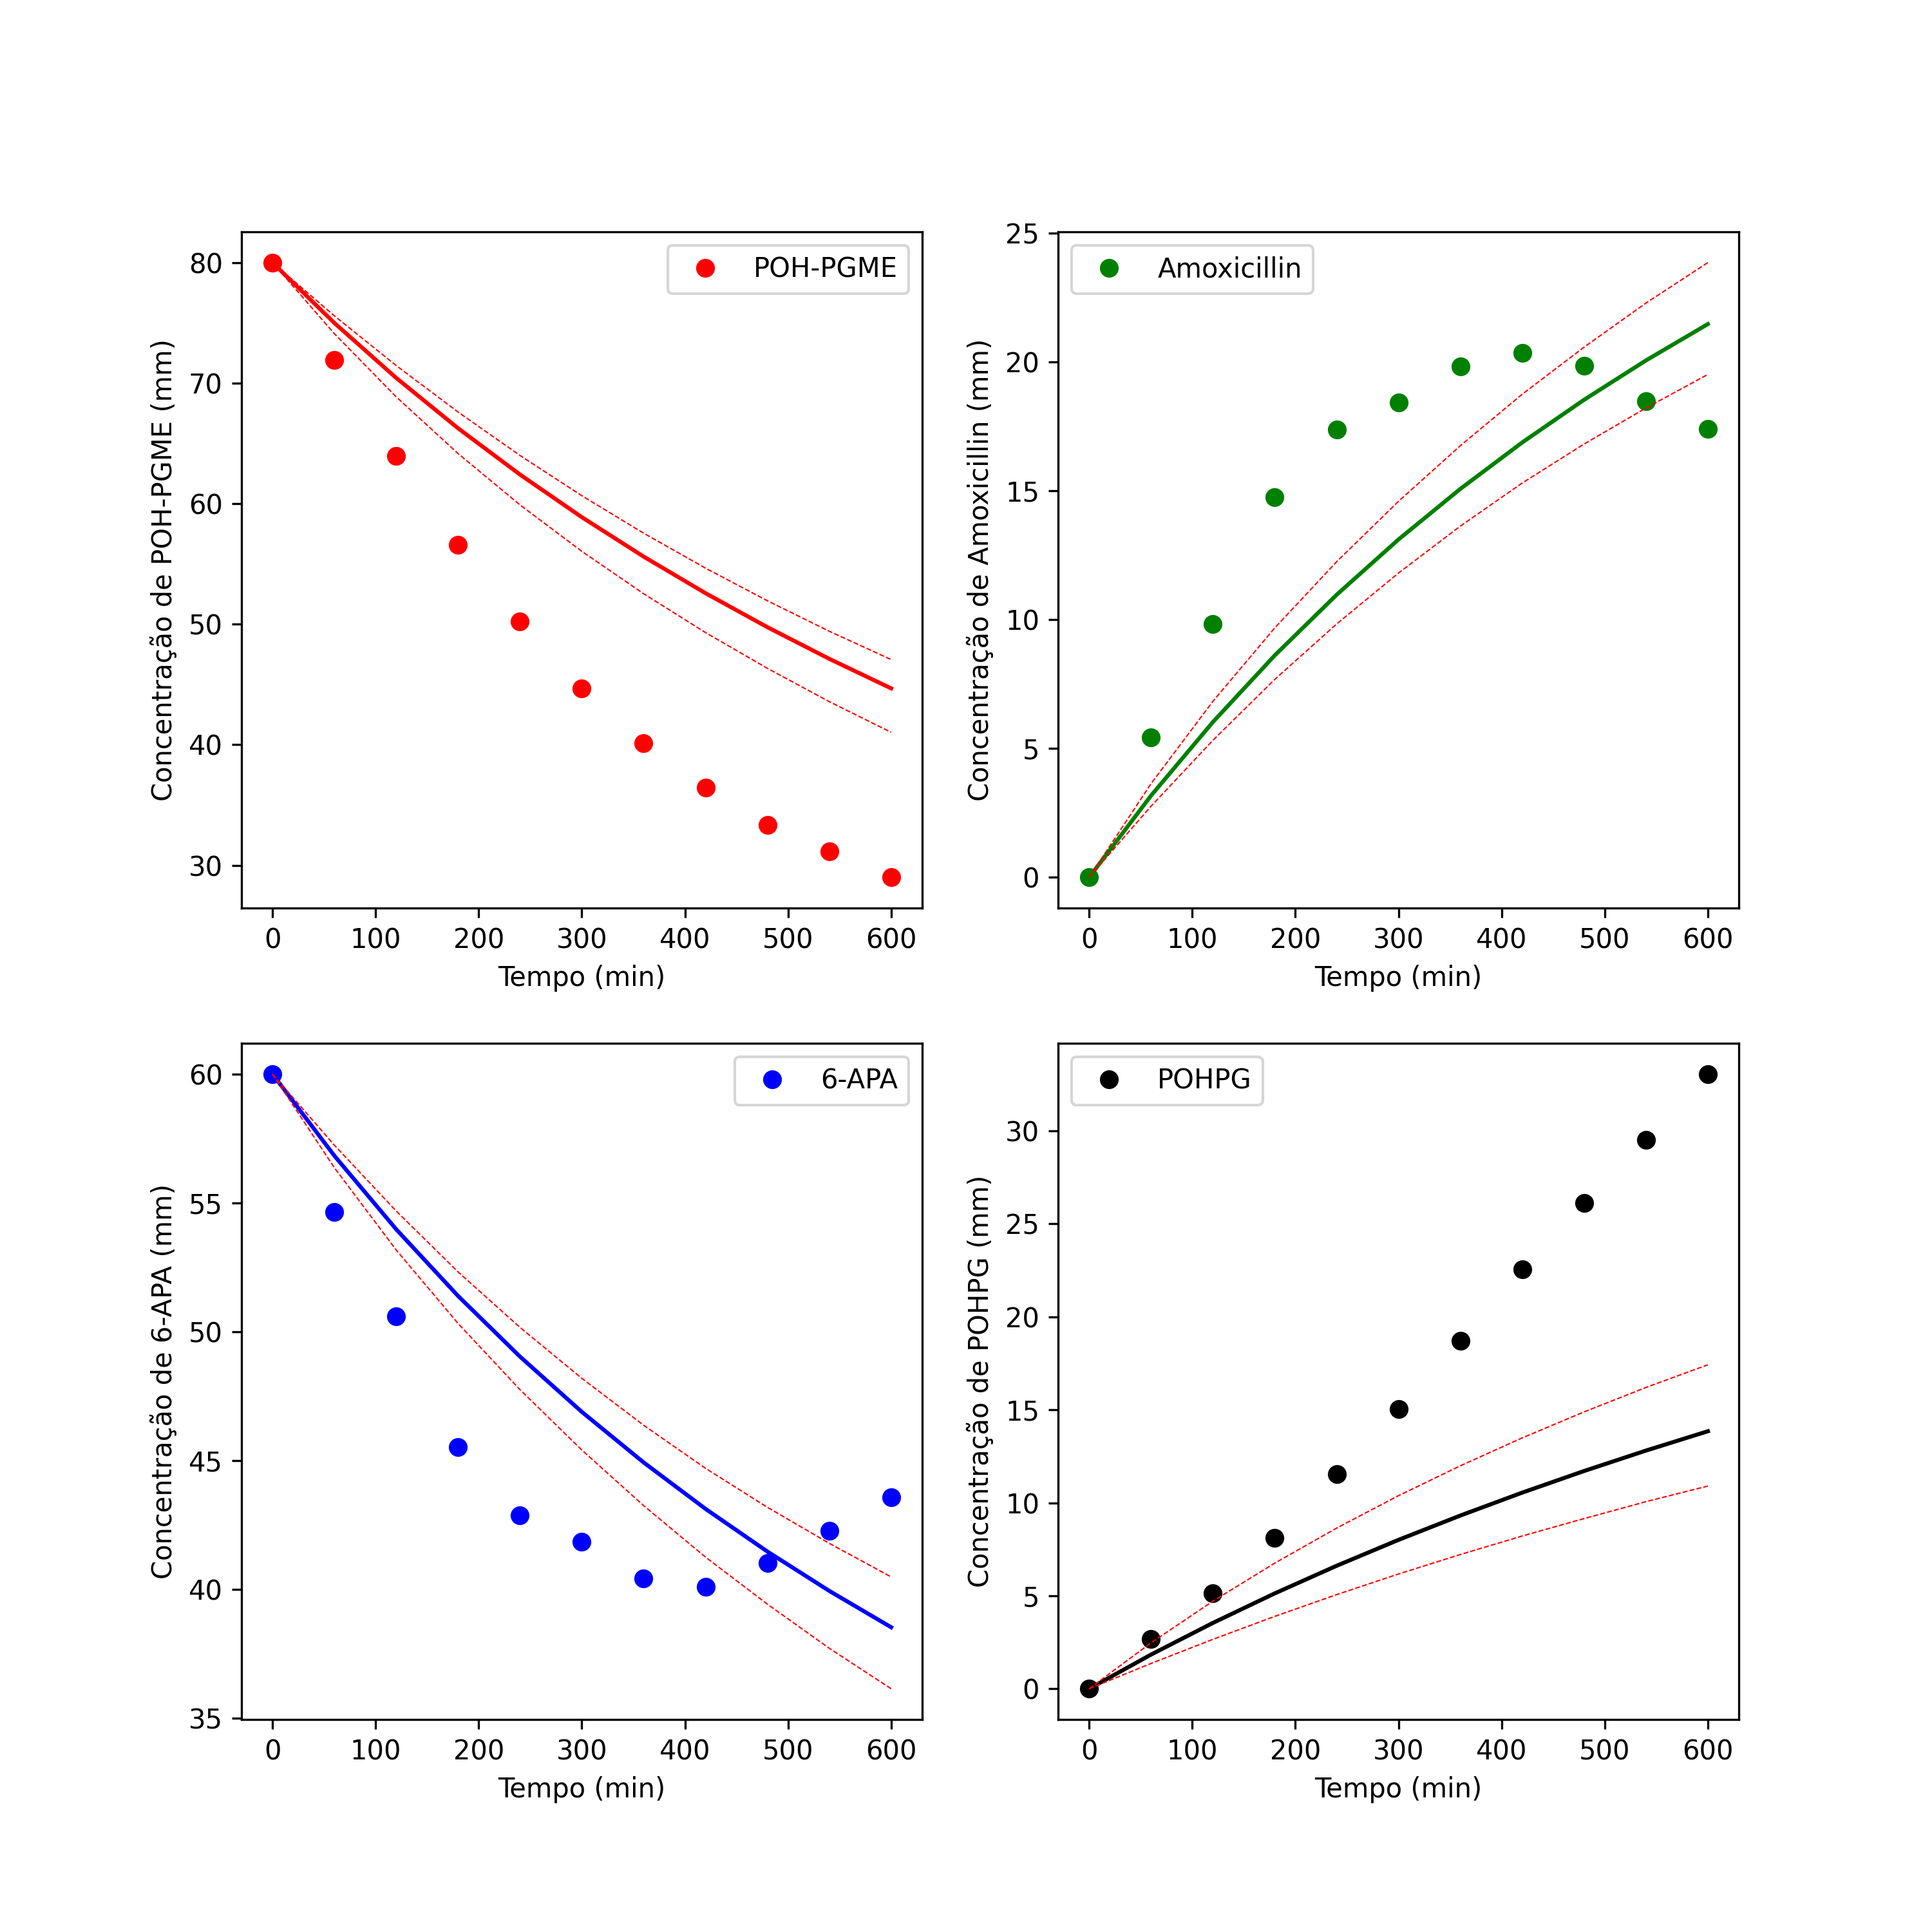 POH-PGME
80
70
60
50
40
30
Concentração de POH-PGME (mm)
0 100 200 300 400 500 600
Tempo (min)
Amoxicillin
25
20
15
10
5
0
Concentração de Amoxicillin (mm)
0 100 200 300 400 500 600
Tempo (min)
6-APA
60
55
50
45
40
35
Concentração de 6-APA (mm)
0 100 200 300 400 500 600
Tempo (min)
POHPG
30
25
20
15
10
5
0
Concentração de POHPG (mm)
0 100 200 300 400 500 600
Tempo (min)